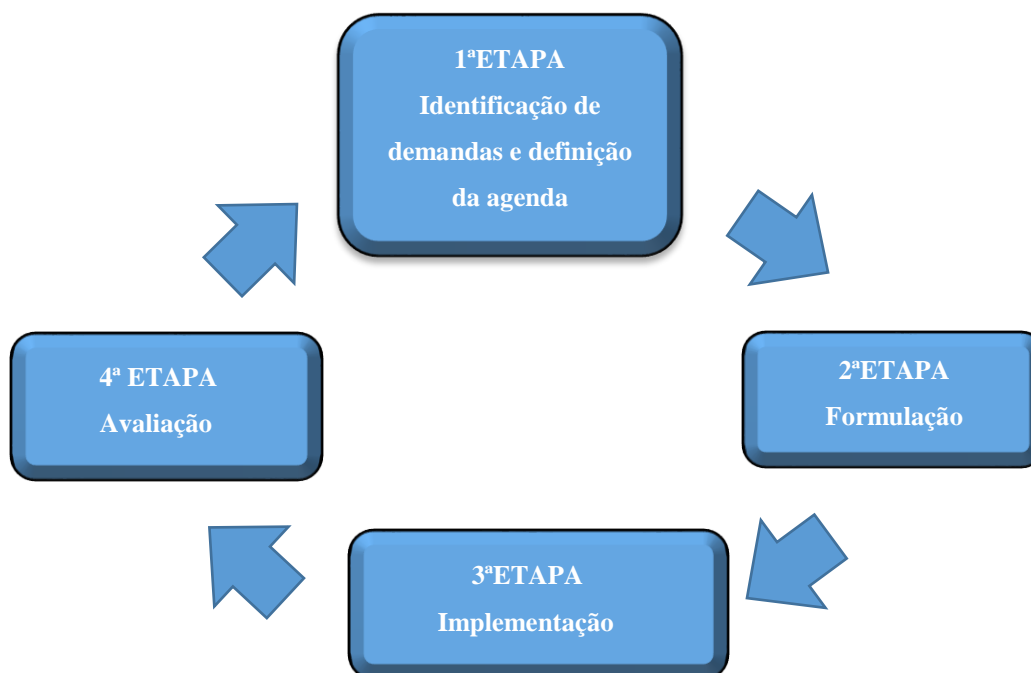 1ªETAPA
Identificação de
demandas e definição
da agenda
2ªETAPA
Formulação
3ªETAPA
Implementação
4ª ETAPA
Avaliação